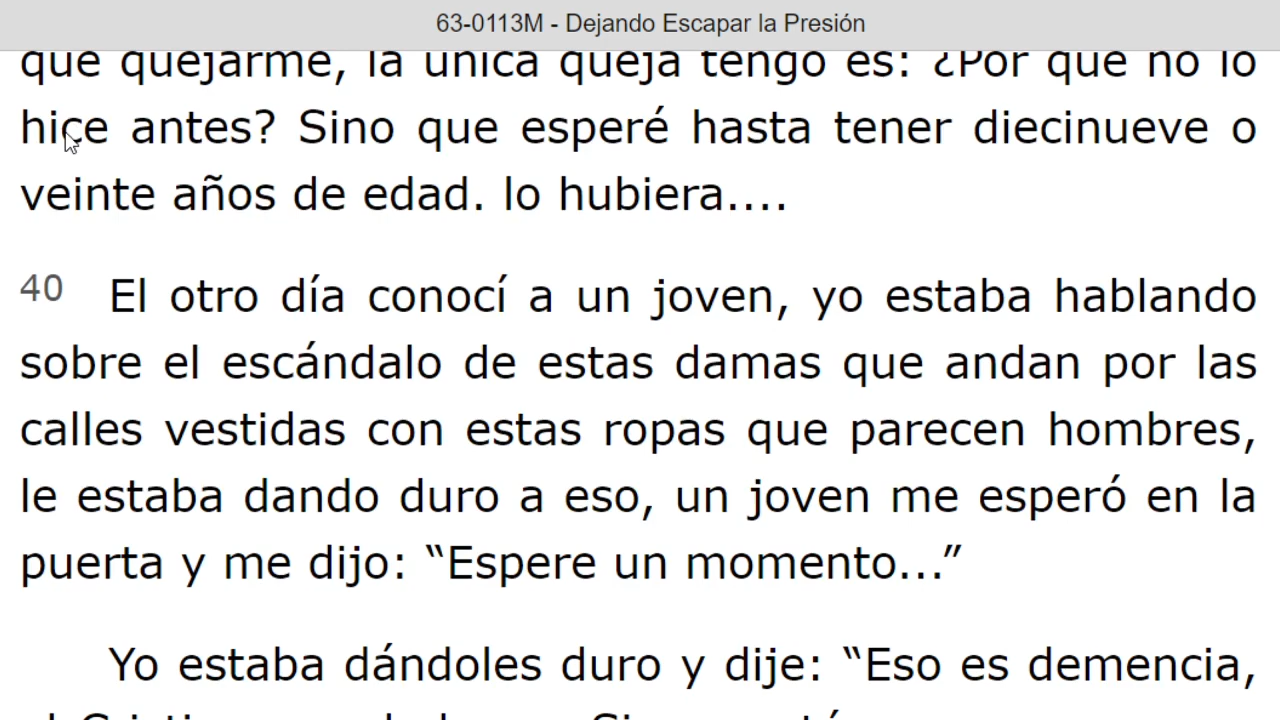 63-0113M - Dejando Escapar la Presión
que quejarme, la única queja tengo es: ¿Por qué no lo
hice antes? Sino que esperé hasta tener diecinueve o
veinte años de edad. lo hubiera....
40 El otro día conocí a un joven, yo estaba hablando
sobre el escándalo de estas damas que andan por las
calles vestidas con estas ropas que parecen hombres,
le estaba dando duro a eso, un joven me esperó en la
puerta y me dijo: “Espere un momento...”
Yo estaba dándoles duro y dije: “Eso es demencia,